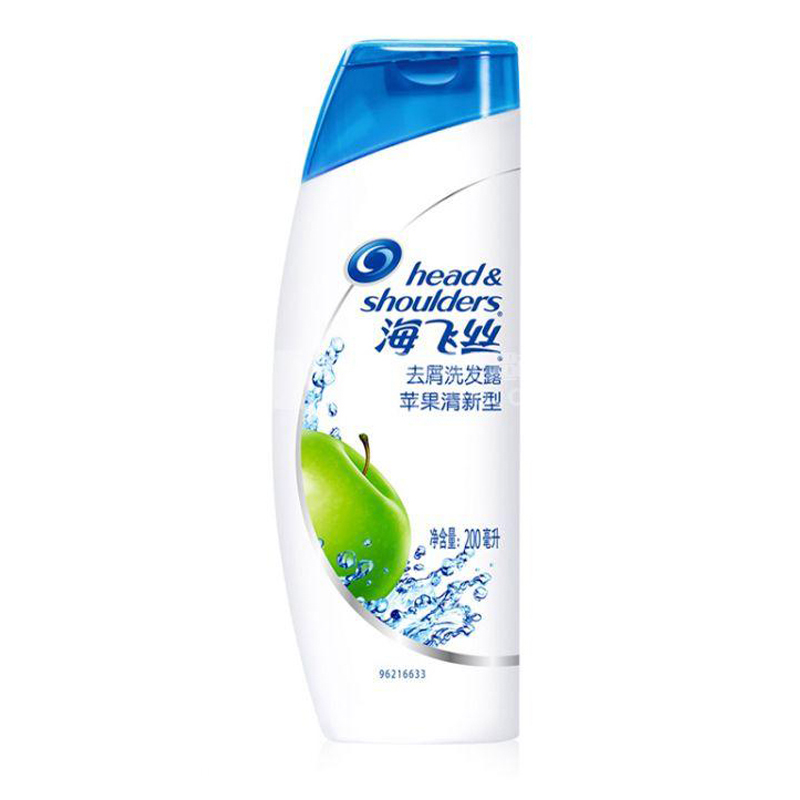 head &
shoulders
海飞丝
去屑洗发露
苹果清新型
净含量：200毫升
96216633